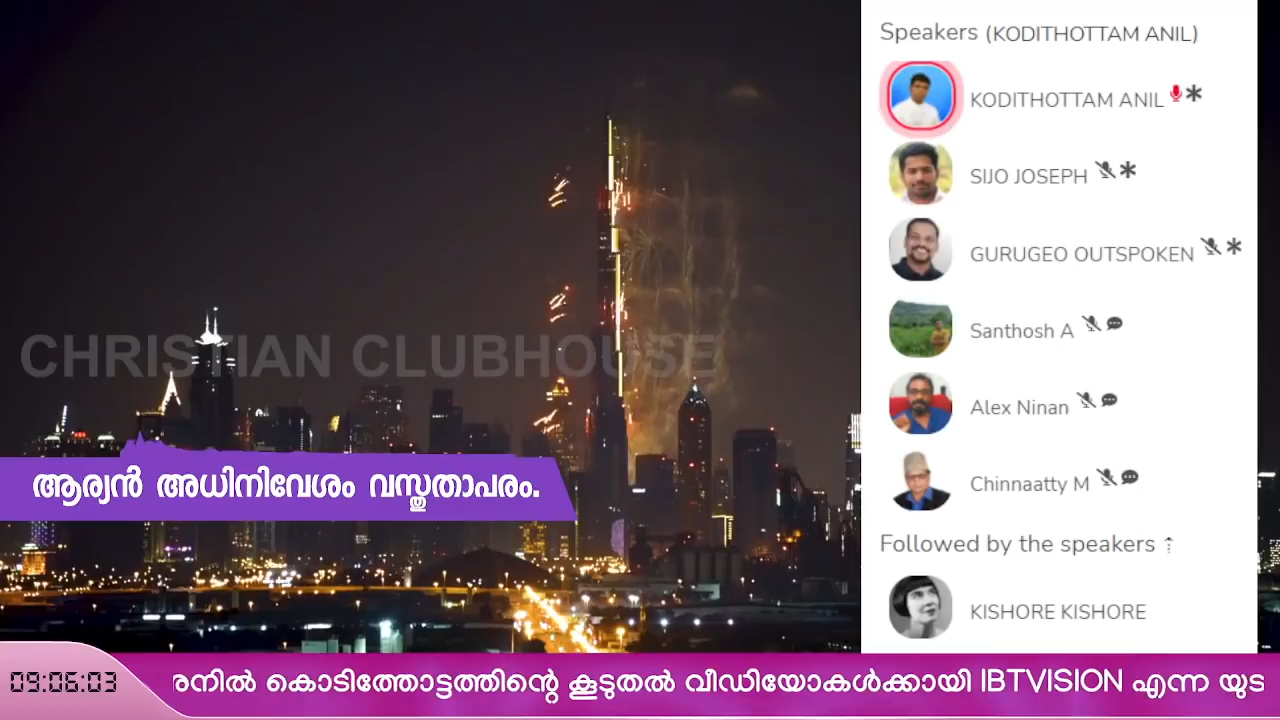 Speakers (KODITHOTTAM ANIL)
KODITHOTTAM ANIL
SIJO JOSEPH
GURUGEO OUTSPOKEN
Santhosh A
Alex Ninan
Chinnaatty M
Followed by the speakers
KISHORE KISHORE
CHRISTIAN CLUBHOUSE
ആര്യൻ അധിനിവേശം വസ്തുതാപരം.
09:06:03
നിൽ കൊടിത്തോട്ടത്തിന്റെ കൂടുതൽ വീഡിയോകൾക്കായി IBTVISION എന്ന യുട